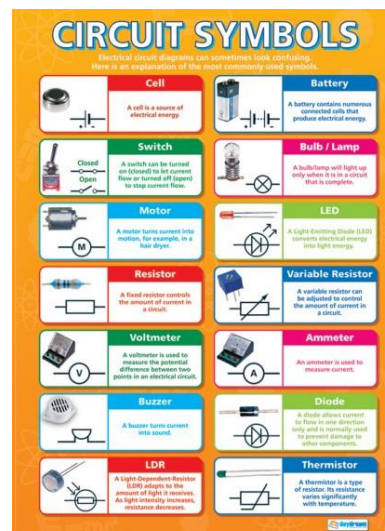 CIRCUIT SYMBOLS
Electrical circuit diagrams can sometimes look confusing.
Here is an explanation of the most commonly used symbols.
Cell
A cell is a source of
electrical energy.
Battery
A battery contains numerous
connected cells that
produce electrical energy.
Switch
Closed
Open
A switch can be turned
on (closed) to let current
flow or turned off (open)
to stop current flow.
Bulb / Lamp
A bulb/lamp will light up
only when it is in a circuit
that is complete.
Motor
M
A motor turns current into
motion, for example, in a
hair dryer.
LED
A Light-Emitting Diode (LED)
converts electrical energy
into light energy.
Resistor
A fixed resistor controls
the amount of current in
a circuit.
Variable Resistor
A variable resistor can
be adjusted to control
the amount of current in
a circuit.
Voltmeter
V
A voltmeter is used to
measure the potential
difference between two
points in an electrical circuit.
Ammeter
A
An ammeter is used to
measure current.
Buzzer
A buzzer turns current
into sound.
Diode
A diode allows current
to flow in one direction
only and is normally used
to prevent damage to
other components.
LDR
A Light-Dependent-Resistor
(LDR) adapts to the
amount of light it receives.
As light intensity increases,
resistance decreases.
Thermistor
A thermistor is a type
of resistor. Its resistance
varies significantly
with temperature.
daydream